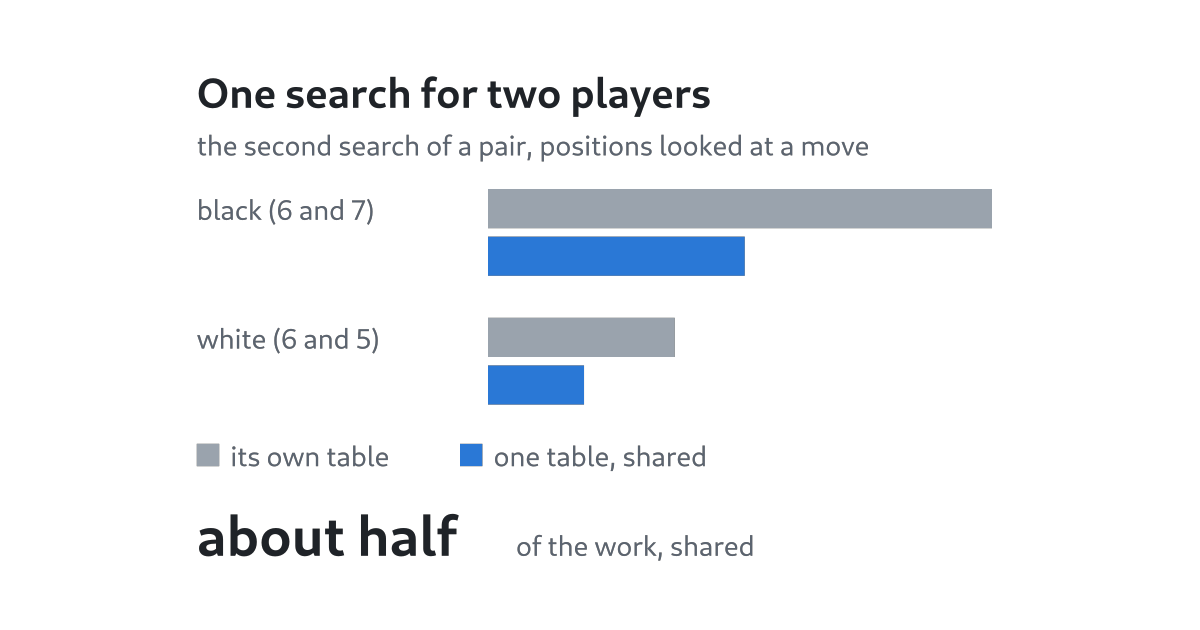 One search for two players
the second search of a pair, positions looked at a move
black (6 and 7)
white (6 and 5)
its own table
one table, shared
about half
of the work, shared